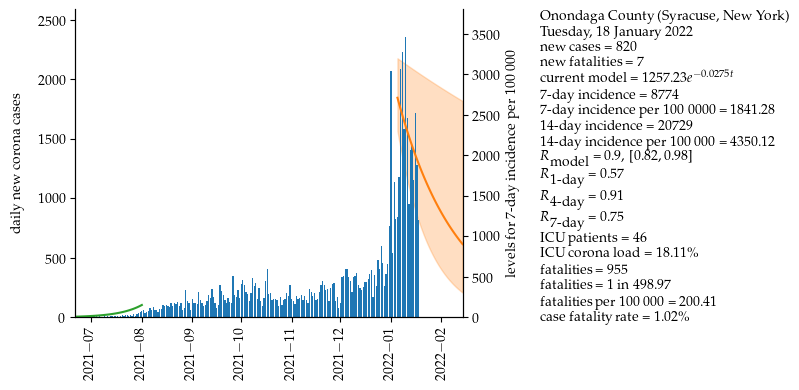 daily new corona cases
2500
2000
1500
1000
500
0
2021−07
2021−08
2021−09
2021−10
2021−11
2021−12
2022−01
2022−02
3500
3000
2500
2000
1500
1000
500
0
levels for 7-day incidence per 100 000
Onondaga County (Syracuse, New York)
Tuesday, 18 January 2022
new cases = 820
new fatalities = 7
current model = 1257.23e^−0.0275t
7-day incidence = 8774
7-day incidence per 100 0000 = 1841.28
14-day incidence = 20729
14-day incidence per 100 000 = 4350.12
R model = 0.9, [0.82, 0.98]
R 1-day = 0.57
R 4-day = 0.91
R 7-day = 0.75
ICU patients = 46
ICU corona load = 18.11%
fatalities = 955
fatalities = 1 in 498.97
fatalities per 100 000 = 200.41
case fatality rate = 1.02%